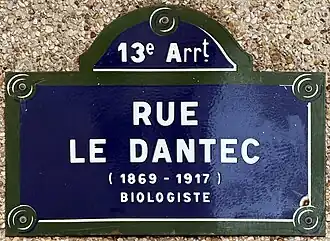 13e Arrt
RUE
LE DANTEC
( 1869 - 1917 )
BIOLOGISTE